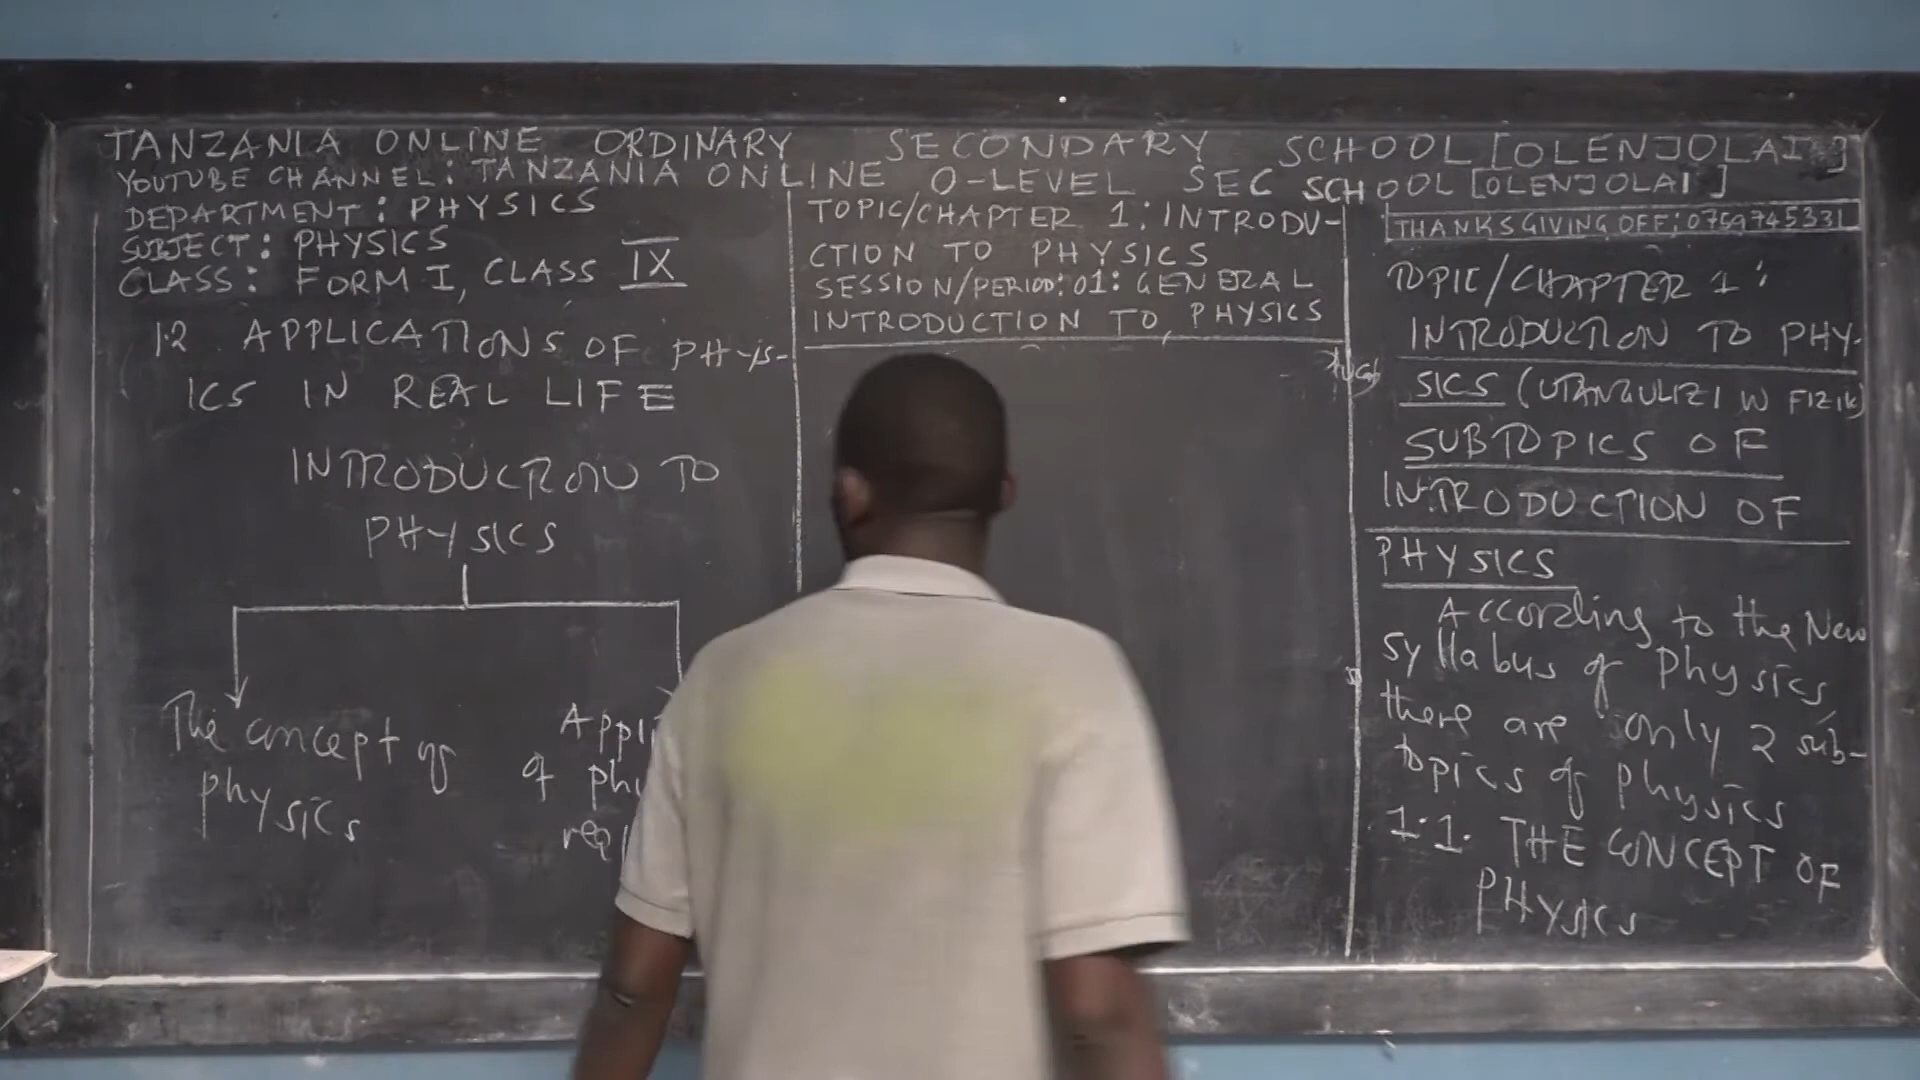 TANZANIA ONLINE ORDINARY SECONDARY SCHOOL [OLENJOLAI]
YOUTUBE CHANNEL: TANZANIA ONLINE O-LEVEL SEC SCHOOL [OLENJOLAI]
DEPARTMENT: PHYSICS
SUBJECT: PHYSICS
CLASS: FORM I, CLASS IX
1.2 APPLICATIONS OF PHYS-
ICS IN REAL LIFE
INTRODUCTION TO
PHYSICS
The concept of
physics
Appli
of phy
real
TOPIC/CHAPTER 1: INTRODU-
CTION TO PHYSICS
SESSION/PERIOD: 01: GENERAL
INTRODUCTION TO PHYSICS
THANKSGIVING OFF: 0759745331
TOPIC/CHAPTER 1:
INTRODUCTION TO PHY-
SICS (UTANGULIZI W FIZIK)
SUBTOPICS OF
INTRODUCTION OF
PHYSICS
According to the New
syllabus of physics,
there are only 2 sub-
topics of physics
1.1. THE CONCEPT OF
PHYSICS